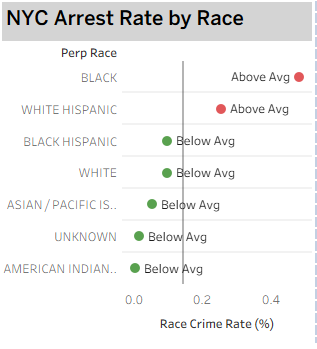 NYC Arrest Rate by Race
Perp Race
BLACK Above Avg
WHITE HISPANIC Above Avg
BLACK HISPANIC Below Avg
WHITE Below Avg
ASIAN / PACIFIC IS.. Below Avg
UNKNOWN Below Avg
AMERICAN INDIAN.. Below Avg
0.0 0.2 0.4
Race Crime Rate (%)